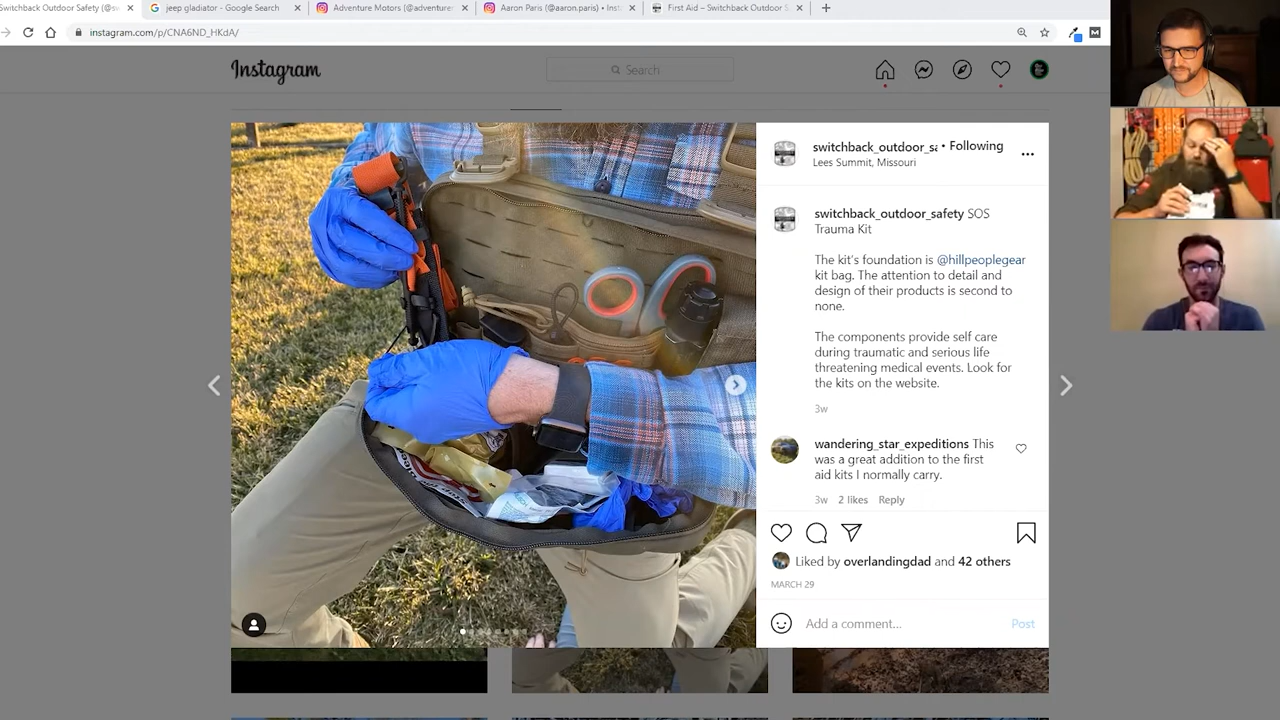 Switchback Outdoor Safety (@sw
jeep gladiator - Google Search
Adventure Motors (@adventure
Aaron Paris (@aaron.paris) • Inst
First Aid – Switchback Outdoor S
instagram.com/p/CNA6ND_HKdA/
Instagram
Search
switchback_outdoor_sa • Following
Lees Summit, Missouri
switchback_outdoor_safety SOS
Trauma Kit
The kit's foundation is @hillpeoplegear
kit bag. The attention to detail and
design of their products is second to
none.
The components provide self care
during traumatic and serious life
threatening medical events. Look for
the kits on the website.
3w
wandering_star_expeditions This
was a great addition to the first
aid kits I normally carry.
3w 2 likes Reply
Liked by overlandingdad and 42 others
MARCH 29
Add a comment... Post